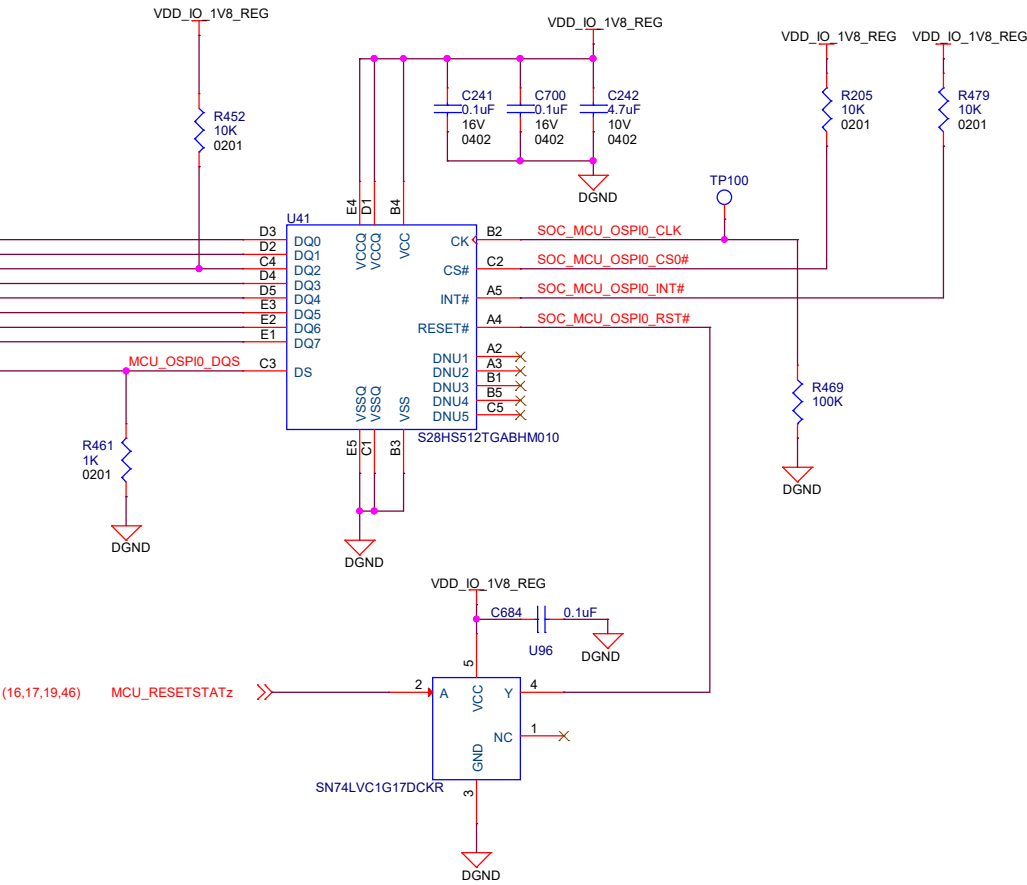 VDD_IO_1V8_REG
VDD_IO_1V8_REG
VDD_IO_1V8_REG
VDD_IO_1V8_REG
R452
10K
0201
C241
0.1uF
16V
0402
C700
0.1uF
16V
0402
C242
4.7uF
10V
0402
DGND
R205
10K
0201
R479
10K
0201
TP100
U41
E4
D1
B4
VCCQ
VCCQ
VCC
D3
DQ0
D2
DQ1
C4
DQ2
D4
DQ3
D5
DQ4
E3
DQ5
E2
DQ6
E1
DQ7
MCU_OSPI0_DQS
C3
DS
CK
B2
SOC_MCU_OSPI0_CLK
CS#
C2
SOC_MCU_OSPI0_CS0#
INT#
A5
SOC_MCU_OSPI0_INT#
RESET#
A4
SOC_MCU_OSPI0_RST#
DNU1
A2
DNU2
A3
DNU3
B1
DNU4
B5
DNU5
C5
VSSQ
VSSQ
VSS
E5
C1
B3
S28HS512TGABHM010
R461
1K
0201
DGND
DGND
R469
100K
DGND
VDD_IO_1V8_REG
C684
0.1uF
DGND
U96
(16,17,19,46)
MCU_RESETSTATz
2
A
5
VCC
Y
4
NC
1
GND
3
SN74LVC1G17DCKR
DGND